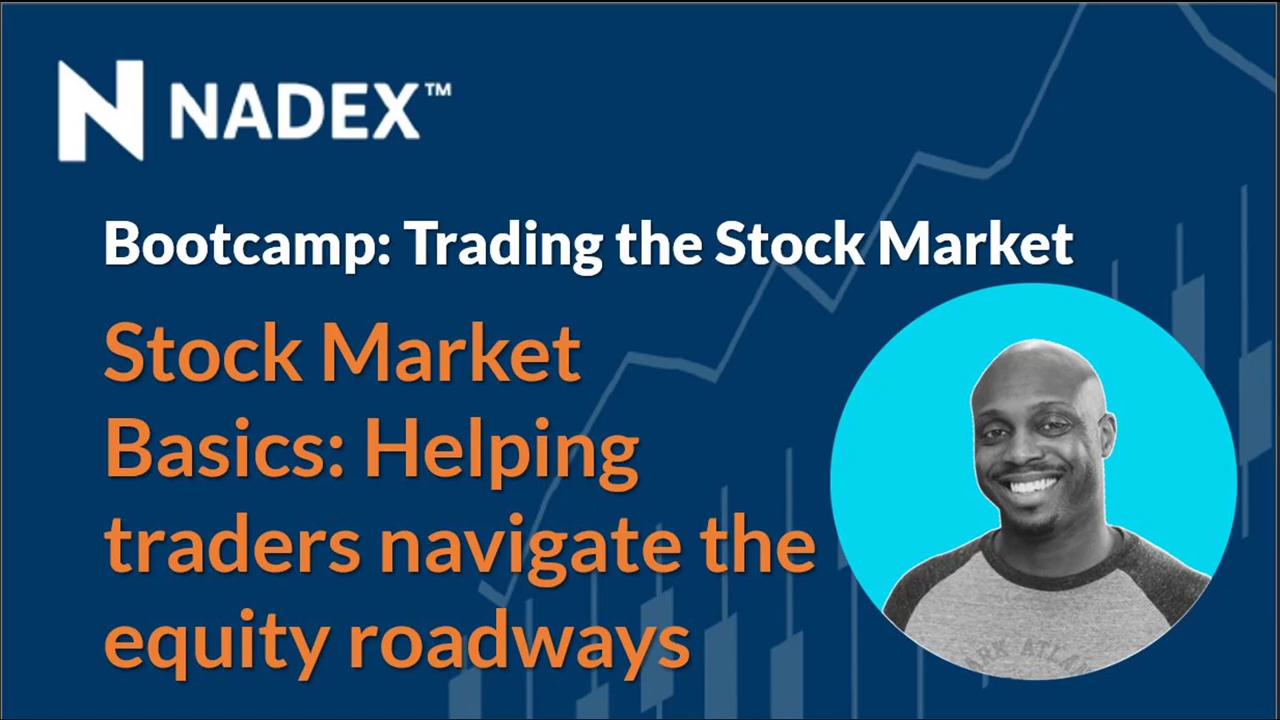 NADEX™
Bootcamp: Trading the Stock Market
Stock Market
Basics: Helping
traders navigate the
equity roadways